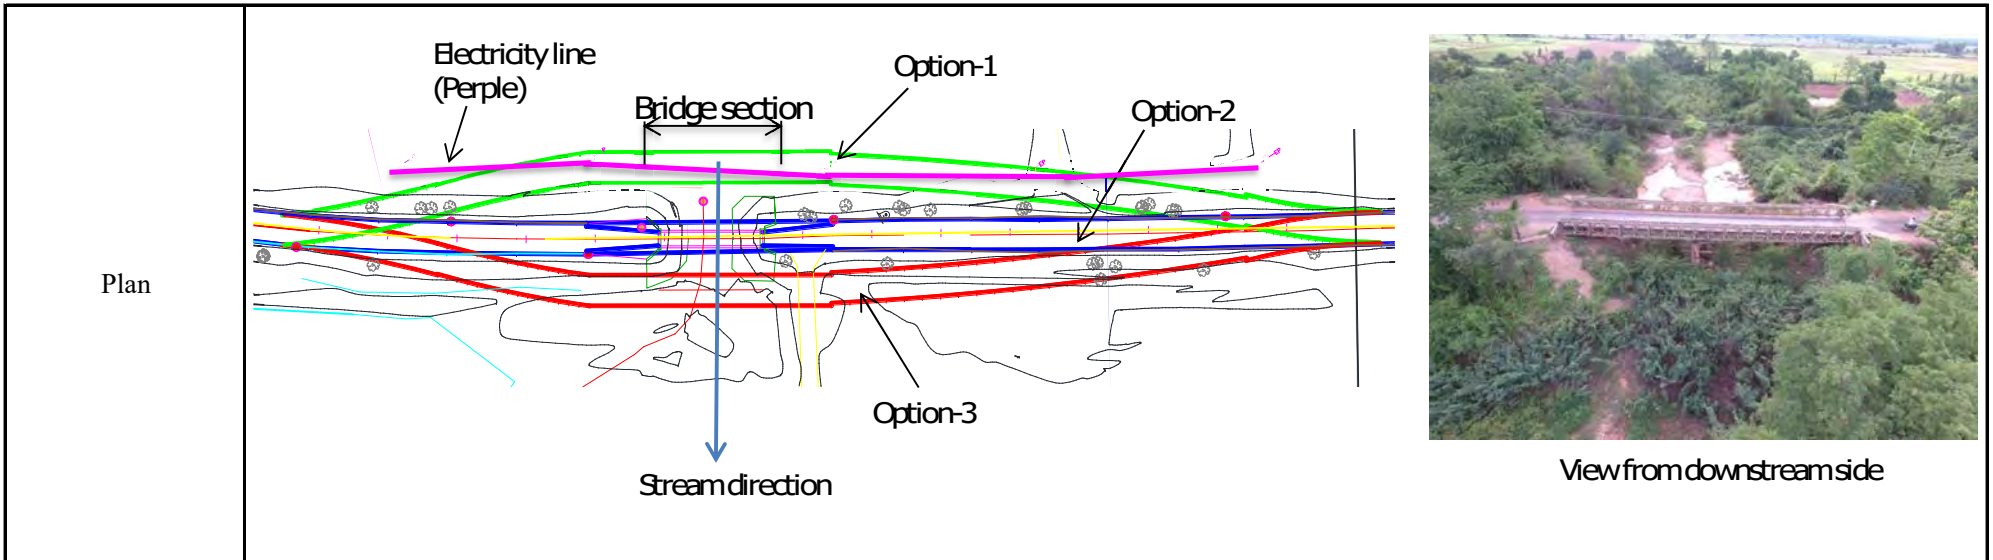 Plan
Electricity line
(Perple)
Bridge section
Option-1
Option-2
Option-3
Stream direction
View from downstream side